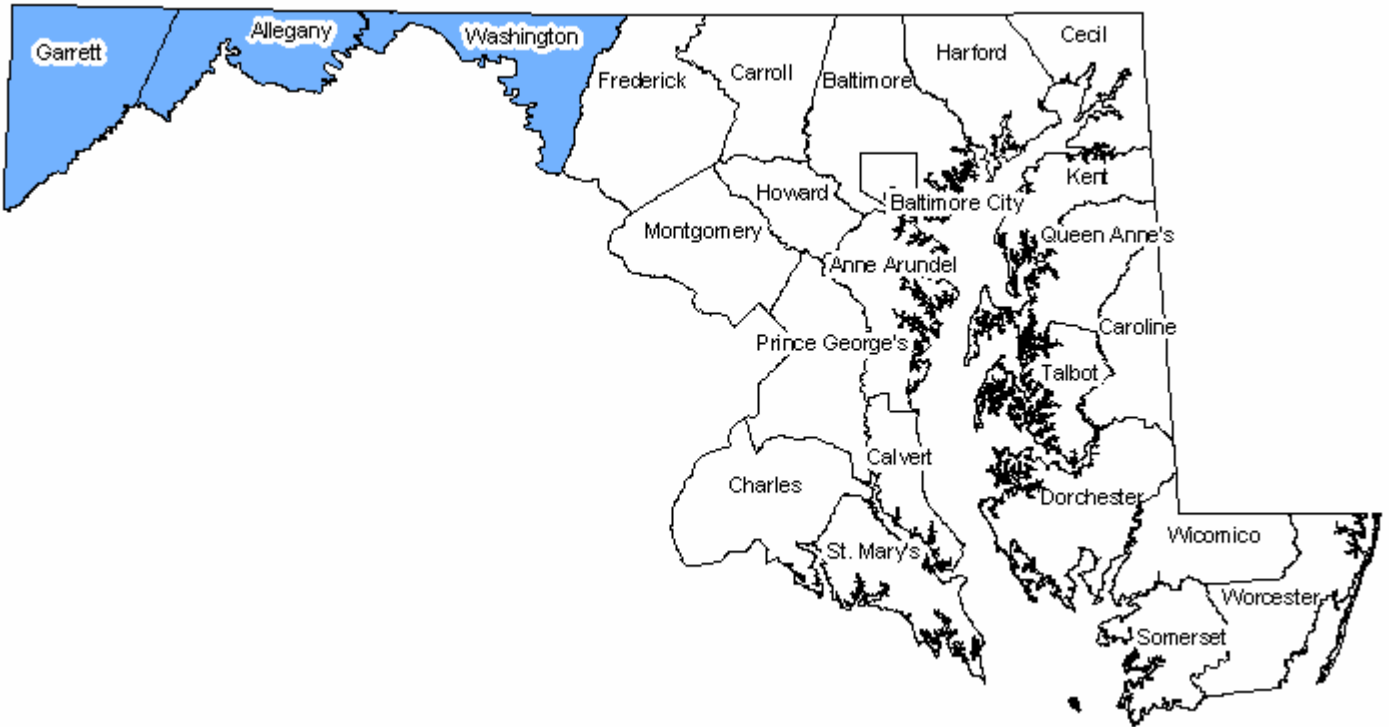 Garrett
Allegany
Washington
Frederick
Carroll
Baltimore
Harford
Cecil
Howard
Baltimore City
Kent
Montgomery
Queen Anne's
Anne Arundel
Caroline
Prince George's
Talbot
Calvert
Charles
Dorchester
St. Mary's
Wicomico
Worcester
Somerset